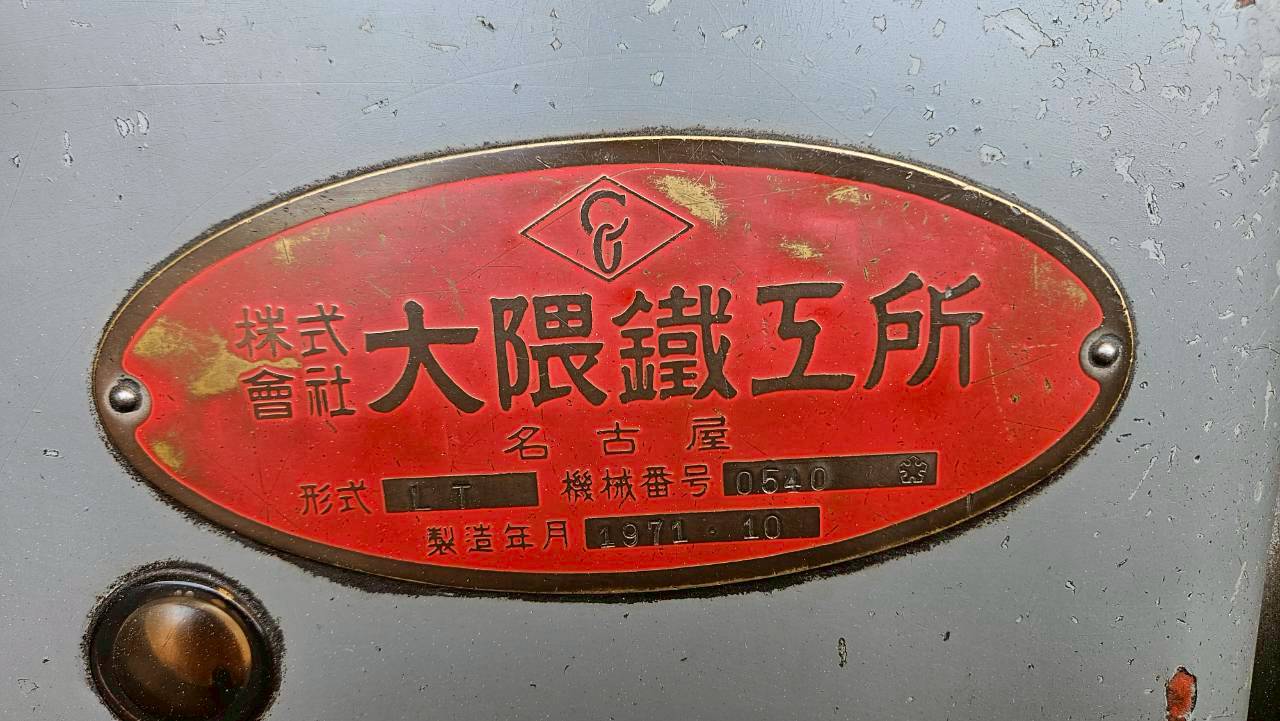 株式會社 大隈鐵工所
名古屋
形式 LT 機械番号 0540
製造年月 1971・10